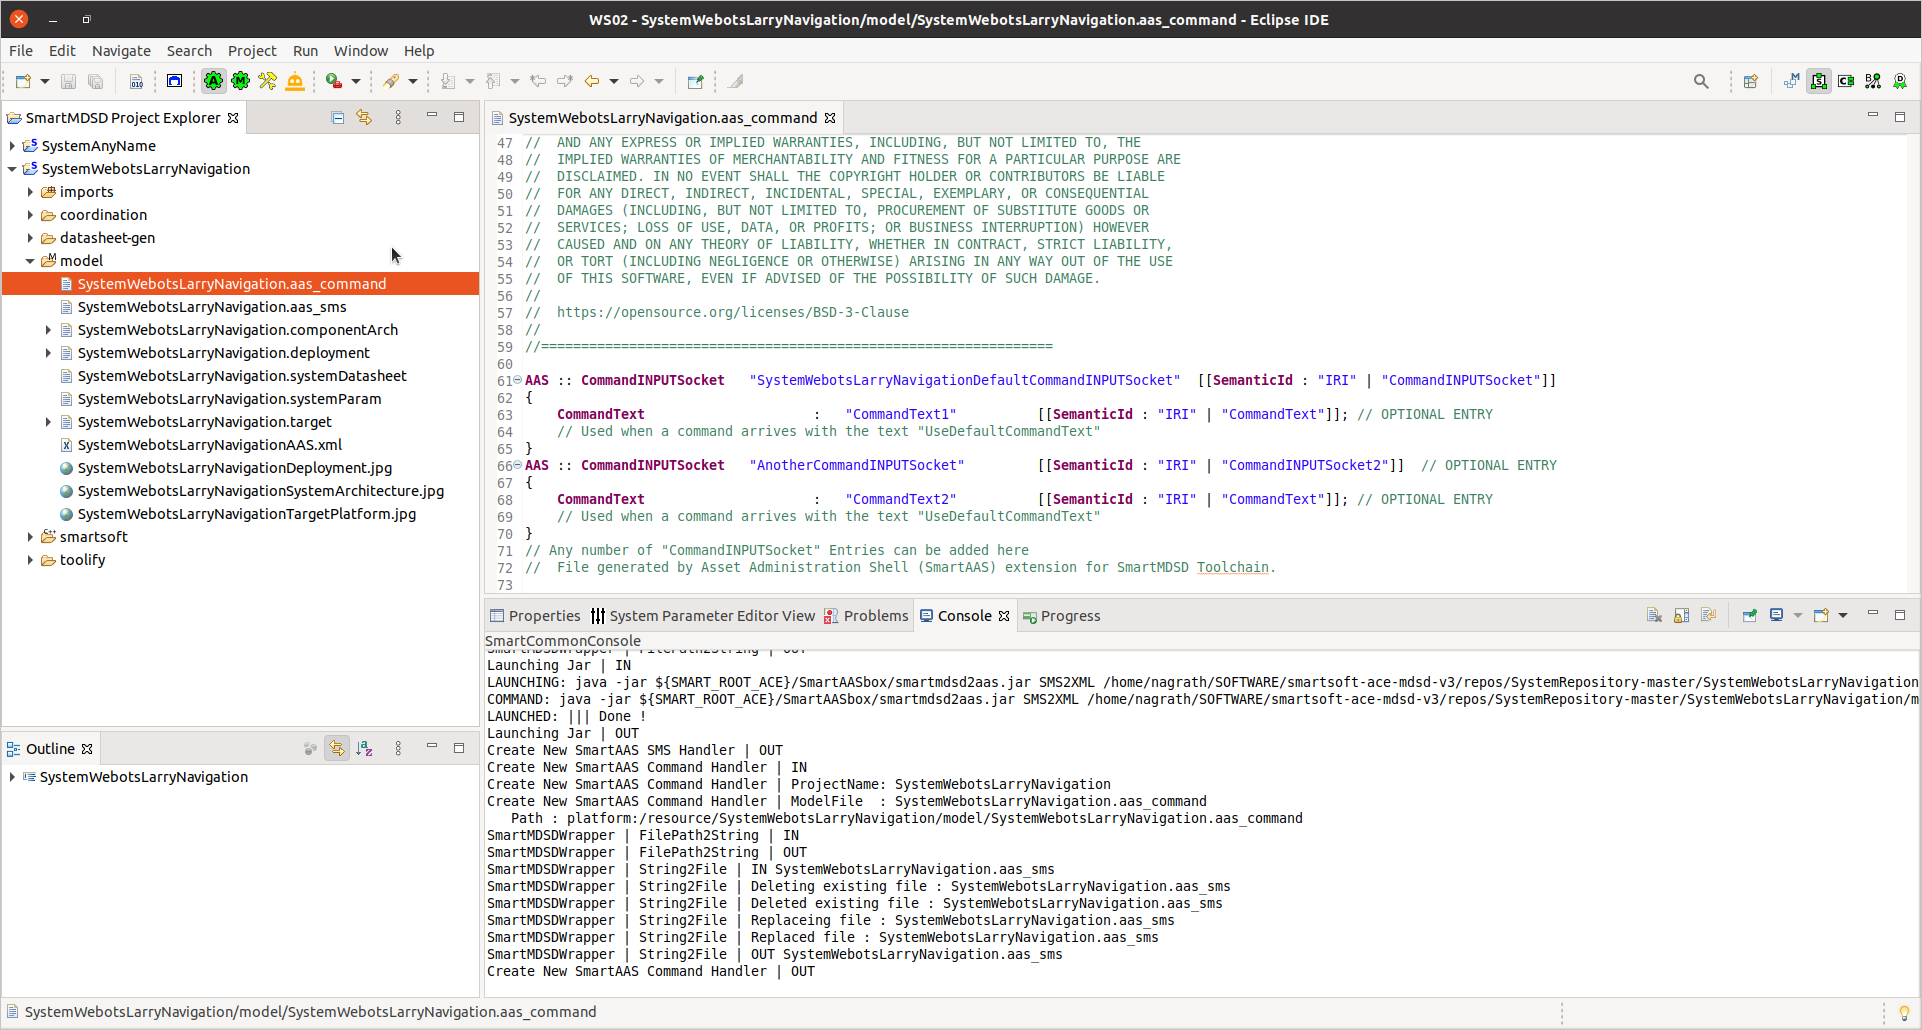 WS02 - SystemWebotsLarryNavigation/model/SystemWebotsLarryNavigation.aas_command - Eclipse IDE
File Edit Navigate Search Project Run Window Help
SmartMDSD Project Explorer
SystemAnyName
SystemWebotsLarryNavigation
imports
coordination
datasheet-gen
model
SystemWebotsLarryNavigation.aas_command
SystemWebotsLarryNavigation.aas_sms
SystemWebotsLarryNavigation.componentArch
SystemWebotsLarryNavigation.deployment
SystemWebotsLarryNavigation.systemDatasheet
SystemWebotsLarryNavigation.systemParam
SystemWebotsLarryNavigation.target
SystemWebotsLarryNavigationAAS.xml
SystemWebotsLarryNavigationDeployment.jpg
SystemWebotsLarryNavigationSystemArchitecture.jpg
SystemWebotsLarryNavigationTargetPlatform.jpg
smartsoft
toolify
Outline
SystemWebotsLarryNavigation
SystemWebotsLarryNavigation.aas_command
47 // AND ANY EXPRESS OR IMPLIED WARRANTIES, INCLUDING, BUT NOT LIMITED TO, THE
48 // IMPLIED WARRANTIES OF MERCHANTABILITY AND FITNESS FOR A PARTICULAR PURPOSE ARE
49 // DISCLAIMED. IN NO EVENT SHALL THE COPYRIGHT HOLDER OR CONTRIBUTORS BE LIABLE
50 // FOR ANY DIRECT, INDIRECT, INCIDENTAL, SPECIAL, EXEMPLARY, OR CONSEQUENTIAL
51 // DAMAGES (INCLUDING, BUT NOT LIMITED TO, PROCUREMENT OF SUBSTITUTE GOODS OR
52 // SERVICES; LOSS OF USE, DATA, OR PROFITS; OR BUSINESS INTERRUPTION) HOWEVER
53 // CAUSED AND ON ANY THEORY OF LIABILITY, WHETHER IN CONTRACT, STRICT LIABILITY,
54 // OR TORT (INCLUDING NEGLIGENCE OR OTHERWISE) ARISING IN ANY WAY OUT OF THE USE
55 // OF THIS SOFTWARE, EVEN IF ADVISED OF THE POSSIBILITY OF SUCH DAMAGE.
56 //
57 // https://opensource.org/licenses/BSD-3-Clause
58 //
59 //================================================================
60
61 AAS :: CommandINPUTSocket "SystemWebotsLarryNavigationDefaultCommandINPUTSocket" [[SemanticId : "IRI" | "CommandINPUTSocket"]]
62 {
63 CommandText : "CommandText1" [[SemanticId : "IRI" | "CommandText"]]; // OPTIONAL ENTRY
64 // Used when a command arrives with the text "UseDefaultCommandText"
65 }
66 AAS :: CommandINPUTSocket "AnotherCommandINPUTSocket" [[SemanticId : "IRI" | "CommandINPUTSocket2"]] // OPTIONAL ENTRY
67 {
68 CommandText : "CommandText2" [[SemanticId : "IRI" | "CommandText"]]; // OPTIONAL ENTRY
69 // Used when a command arrives with the text "UseDefaultCommandText"
70 }
71 // Any number of "CommandINPUTSocket" Entries can be added here
72 // File generated by Asset Administration Shell (SmartAAS) extension for SmartMDSD Toolchain.
73
Properties System Parameter Editor View Problems Console Progress
SmartCommonConsole
SmartMDSDWrapper | FilePath2String | OUT
Launching Jar | IN
LAUNCHING: java -jar ${SMART_ROOT_ACE}/SmartAASbox/smartmdsd2aas.jar SMS2XML /home/nagrath/SOFTWARE/smartsoft-ace-mdsd-v3/repos/SystemRepository-master/SystemWebotsLarryNavigation
COMMAND: java -jar ${SMART_ROOT_ACE}/SmartAASbox/smartmdsd2aas.jar SMS2XML /home/nagrath/SOFTWARE/smartsoft-ace-mdsd-v3/repos/SystemRepository-master/SystemWebotsLarryNavigation/m
LAUNCHED: ||| Done !
Launching Jar | OUT
Create New SmartAAS SMS Handler | OUT
Create New SmartAAS Command Handler | IN
Create New SmartAAS Command Handler | ProjectName: SystemWebotsLarryNavigation
Create New SmartAAS Command Handler | ModelFile : SystemWebotsLarryNavigation.aas_command
Path : platform:/resource/SystemWebotsLarryNavigation/model/SystemWebotsLarryNavigation.aas_command
SmartMDSDWrapper | FilePath2String | IN
SmartMDSDWrapper | FilePath2String | OUT
SmartMDSDWrapper | String2File | IN SystemWebotsLarryNavigation.aas_sms
SmartMDSDWrapper | String2File | Deleting existing file : SystemWebotsLarryNavigation.aas_sms
SmartMDSDWrapper | String2File | Deleted existing file : SystemWebotsLarryNavigation.aas_sms
SmartMDSDWrapper | String2File | Replaceing file : SystemWebotsLarryNavigation.aas_sms
SmartMDSDWrapper | String2File | Replaced file : SystemWebotsLarryNavigation.aas_sms
SmartMDSDWrapper | String2File | OUT SystemWebotsLarryNavigation.aas_sms
Create New SmartAAS Command Handler | OUT
SystemWebotsLarryNavigation/model/SystemWebotsLarryNavigation.aas_command